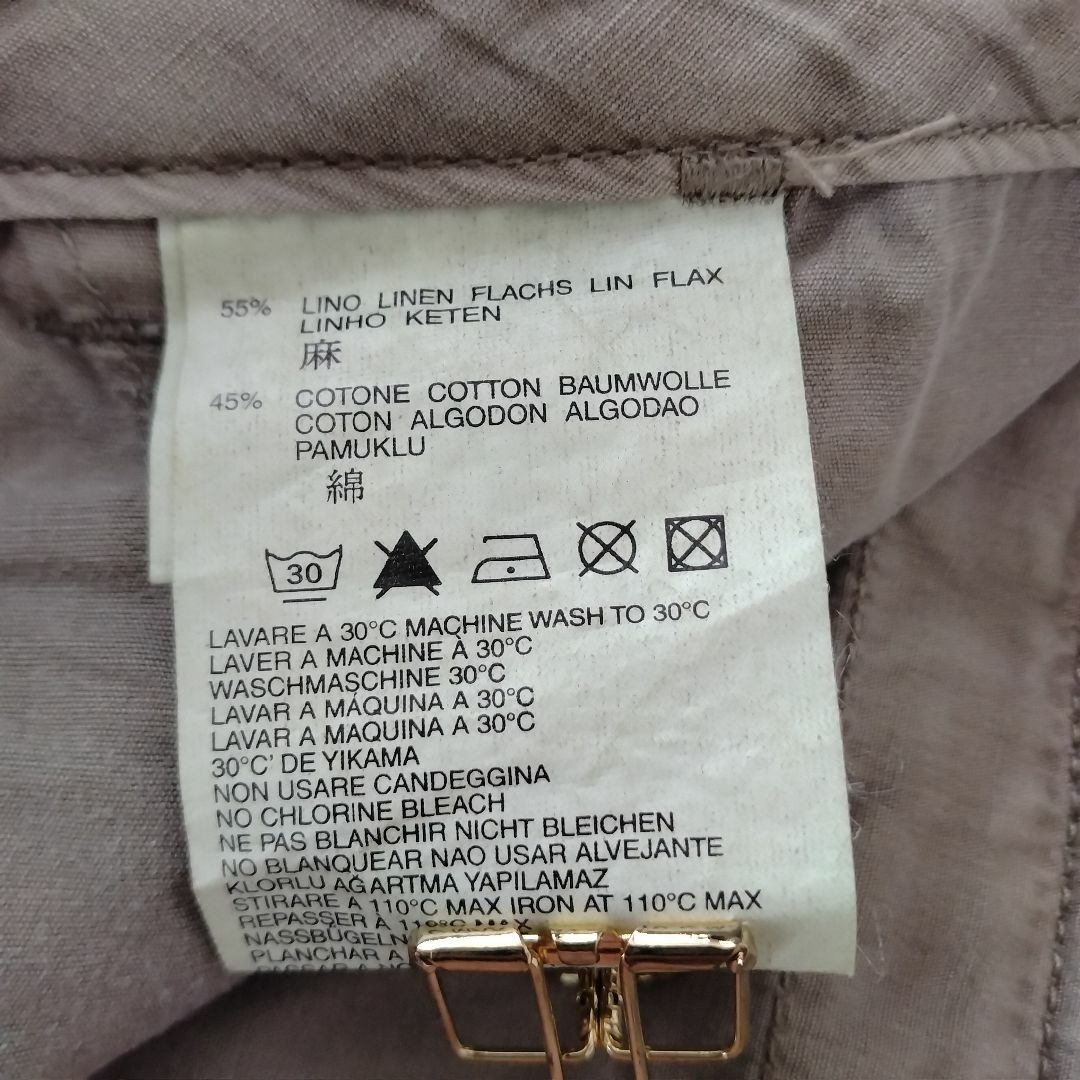 55% LINO LINEN FLACHS LIN FLAX
LINHO KETEN
麻
45% COTONE COTTON BAUMWOLLE
COTON ALGODON ALGODAO
PAMUKLU
綿
30
LAVARE A 30°C MACHINE WASH TO 30°C
LAVER A MACHINE À 30°C
WASCHMASCHINE 30°C
LAVAR A MÁQUINA A 30°C
LAVAR A MAQUINA A 30°C
30°C' DE YIKAMA
NON USARE CANDEGGINA
NO CHLORINE BLEACH
NE PAS BLANCHIR NICHT BLEICHEN
NO BLANQUEAR NAO USAR ALVEJANTE
KLORLU AĞARTMA YAPILAMAZ
STIRARE A 110°C MAX IRON AT 110°C MAX
REPASSER À 110°C MAX
NASSBÜGELN
PLANCHAR A
PASSAR A